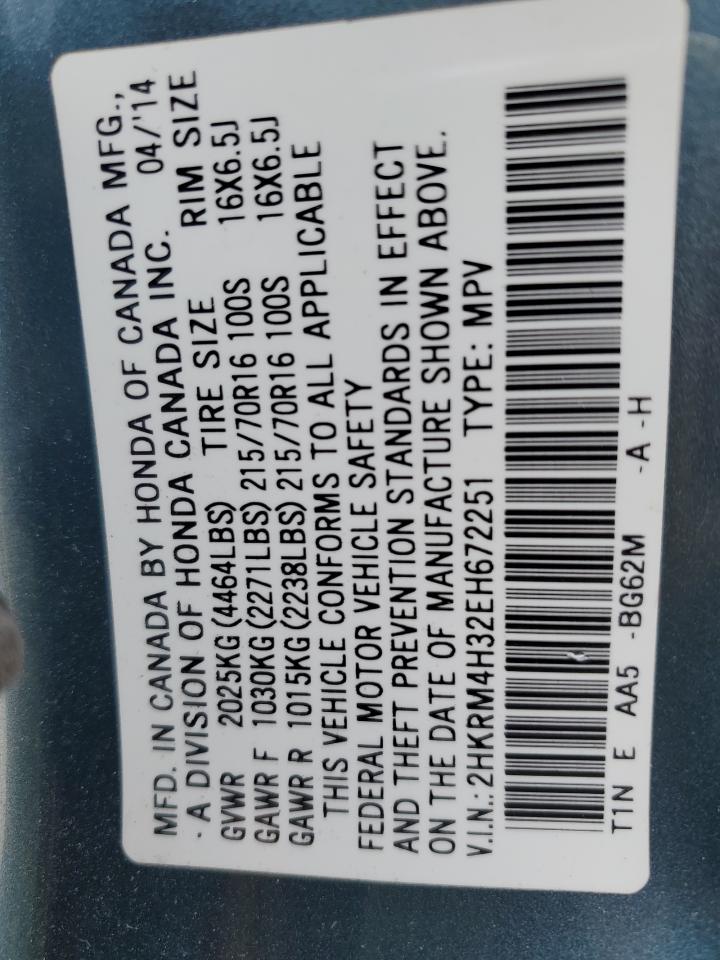 MFD. IN CANADA BY HONDA OF CANADA MFG.,
· A DIVISION OF HONDA CANADA INC. 04/'14
GVWR 2025KG (4464LBS) TIRE SIZE RIM SIZE
GAWR F 1030KG (2271LBS) 215/70R16 100S 16X6.5J
GAWR R 1015KG (2238LBS) 215/70R16 100S 16X6.5J
THIS VEHICLE CONFORMS TO ALL APPLICABLE
FEDERAL MOTOR VEHICLE SAFETY
AND THEFT PREVENTION STANDARDS IN EFFECT
ON THE DATE OF MANUFACTURE SHOWN ABOVE.
V.I.N.:2HKRM4H32EH672251 TYPE: MPV
T1N E AA5 -BG62M -A -H